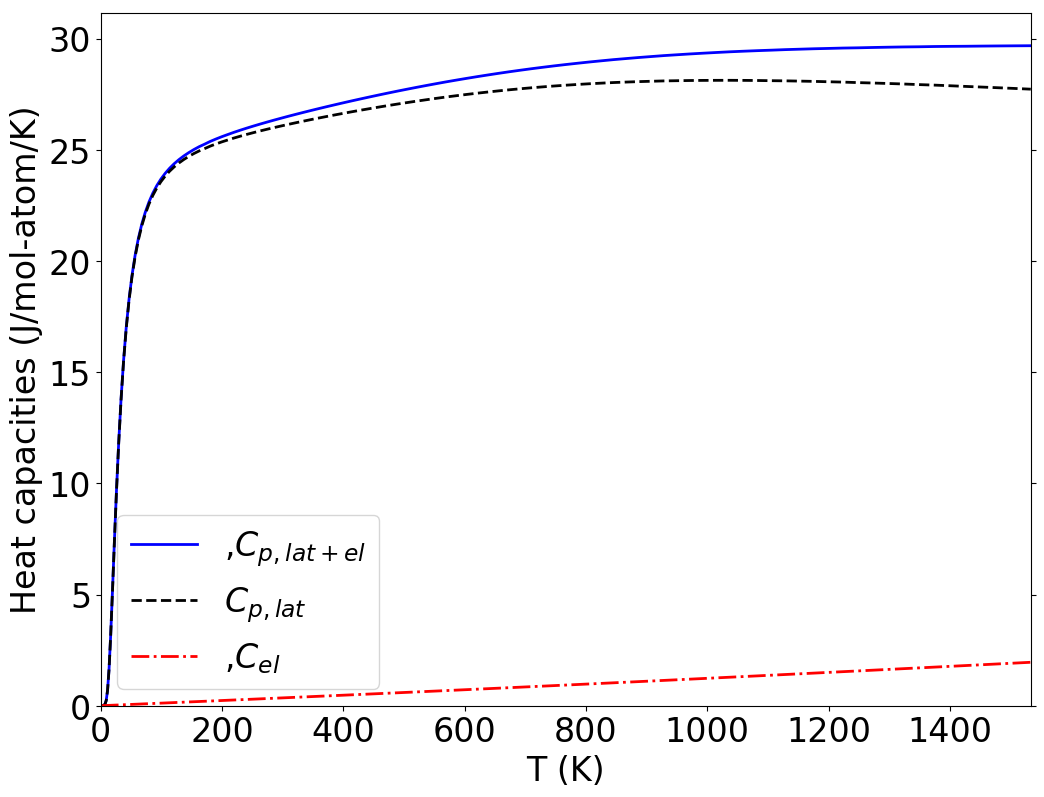 Heat capacities (J/mol-atom/K)
30
25
20
15
10
5
0
,C_{p, lat+el}
C_{p, lat}
,C_{el}
0 200 400 600 800 1000 1200 1400
T (K)